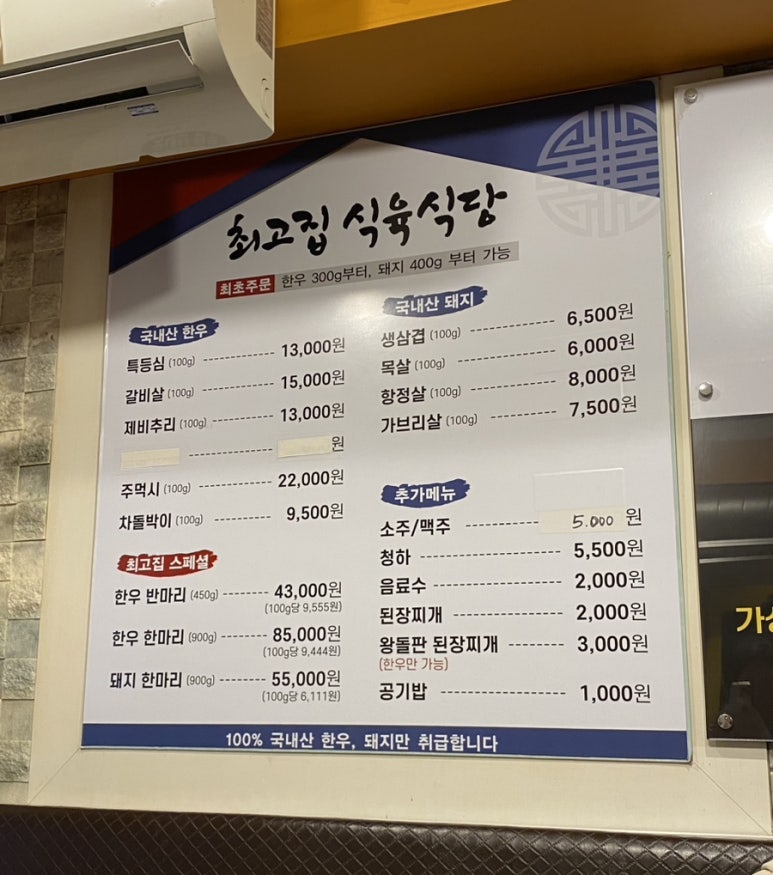 최고집 식육식당
최초주문 한우 300g부터, 돼지 400g 부터 가능
국내산 한우
특등심 (100g) 13,000원
갈비살 (100g) 15,000원
제비추리 (100g) 13,000원
원
주먹시 (100g) 22,000원
차돌박이 (100g) 9,500원
최고집 스페셜
한우 반마리 (450g) 43,000원
(100g당 9,555원)
한우 한마리 (900g) 85,000원
(100g당 9,444원)
돼지 한마리 (900g) 55,000원
(100g당 6,111원)
국내산 돼지
생삼겹 (100g) 6,500원
목살 (100g) 6,000원
항정살 (100g) 8,000원
가브리살 (100g) 7,500원
추가메뉴
소주/맥주 5.000 원
청하 5,500원
음료수 2,000원
된장찌개 2,000원
왕돌판 된장찌개 3,000원
(한우만 가능)
공기밥 1,000원
100% 국내산 한우, 돼지만 취급합니다